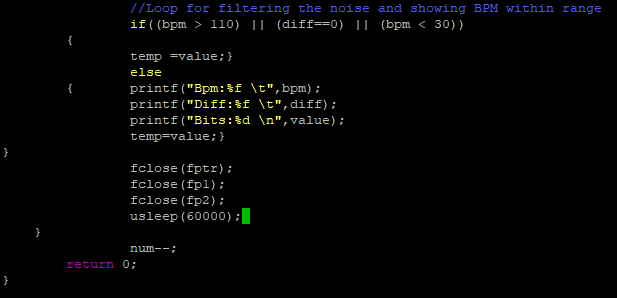 //Loop for filtering the noise and showing BPM within range
if((bpm > 110) || (diff==0) || (bpm < 30))
{
temp =value;}
else
{ printf("Bpm:%f \t",bpm);
printf("Diff:%f \t",diff);
printf("Bits:%d \n",value);
temp=value;}
}
fclose(fptr);
fclose(fp1);
fclose(fp2);
usleep(60000);
}
num--;
return 0;
}